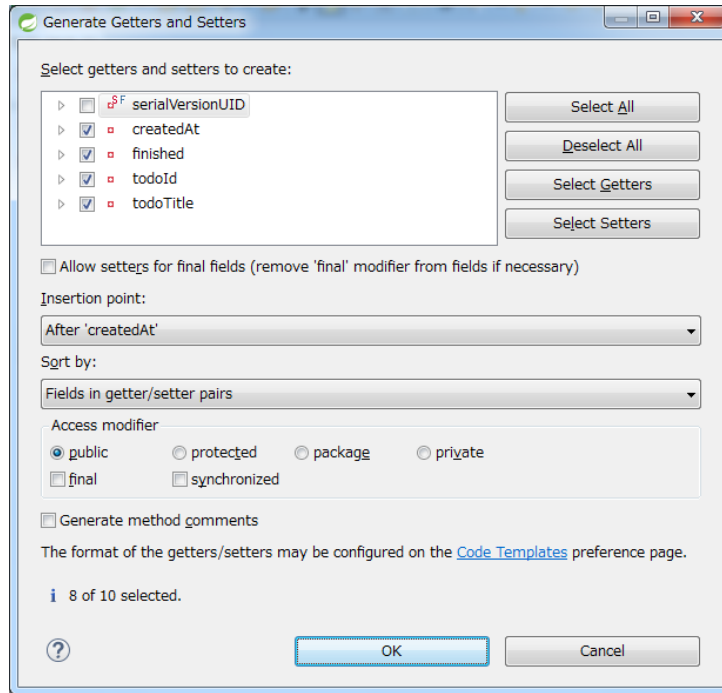 Generate Getters and Setters
Select getters and setters to create:
serialVersionUID
createdAt
finished
todoId
todoTitle
Select All
Deselect All
Select Getters
Select Setters
Allow setters for final fields (remove 'final' modifier from fields if necessary)
Insertion point:
After 'createdAt'
Sort by:
Fields in getter/setter pairs
Access modifier
public protected package private
final synchronized
Generate method comments
The format of the getters/setters may be configured on the Code Templates preference page.
8 of 10 selected.
OK Cancel